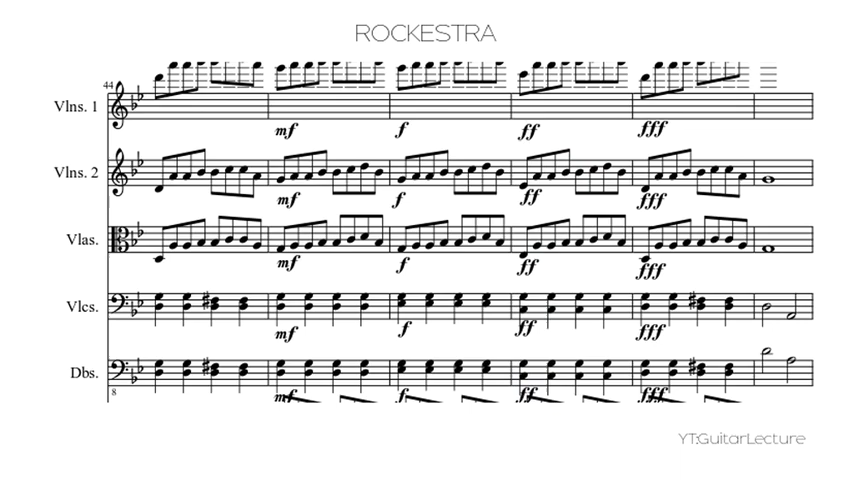 ROCKESTRA
44
Vlns. 1
mf f ff fff
Vlns. 2
mf f ff fff
Vlas.
mf f ff fff
Vlcs.
mf f ff fff
Dbs.
8
mf f ff fff
YT:GuitarLecture